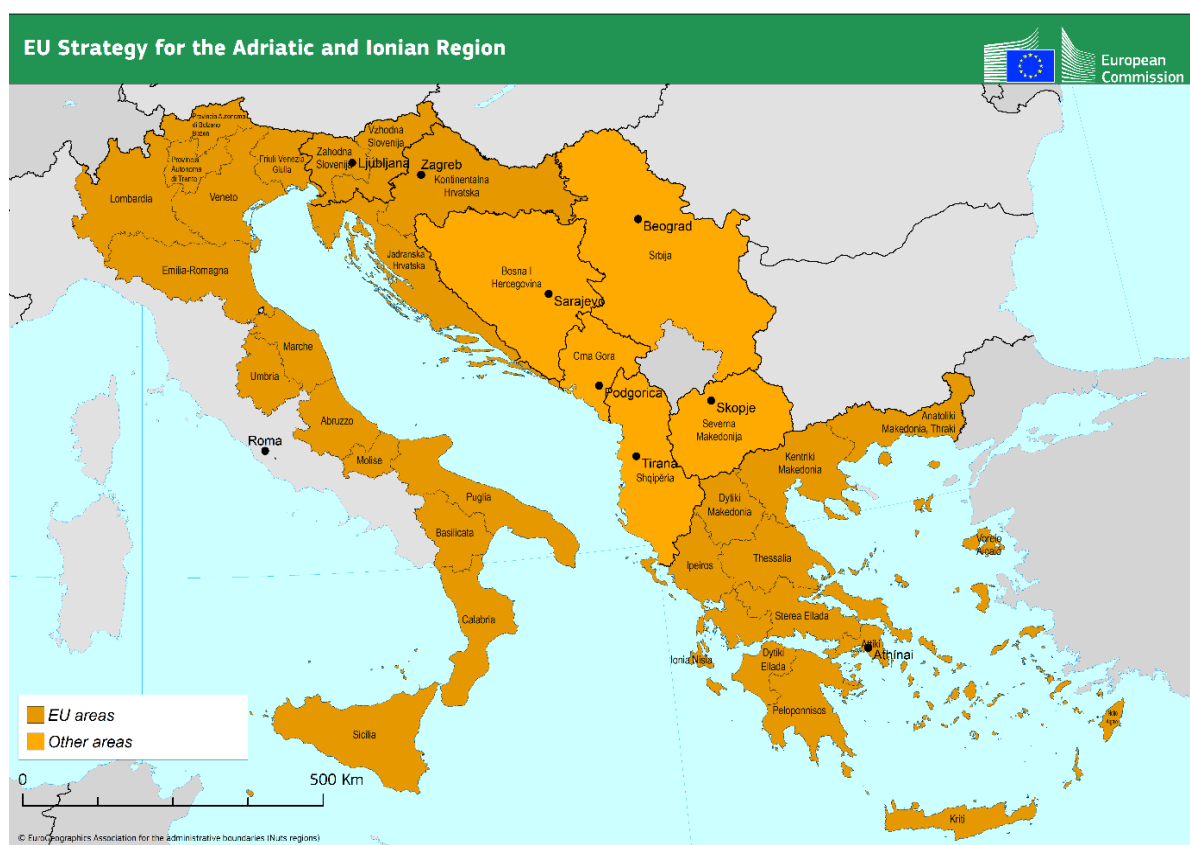 EU Strategy for the Adriatic and Ionian Region
European
Commission
Provincia Autonoma
di Bolzano
Bozen
Provincia
Autonoma
di Trento
Friuli Venezia
Giulia
Zahodna
Slovenija
Vzhodna
Slovenija
Ljubljana
Zagreb
Kontinentalna
Hrvatska
Lombardia
Veneto
Emilia-Romagna
Jadranska
Hrvatska
Beograd
Srbija
Bosna I
Hercegovina
Sarajevo
Marche
Umbria
Crna Gora
Podgorica
Abruzzo
Roma
Molise
Skopje
Severna
Makedonija
Anatoliki
Makedonia, Thraki
Tirana
Shqipëria
Kentriki
Makedonia
Puglia
Basilicata
Dytiki
Makedonia
Voreio
Aigaio
Ipeiros
Thessalia
Calabria
Sterea Ellada
Attiki
Athínai
Ionia Nisia
Dytiki
Ellada
Peloponnisos
Sicilia
Kriti
EU areas
Other areas
0
500 Km
© EuroGeographics Association for the administrative boundaries (Nuts regions)